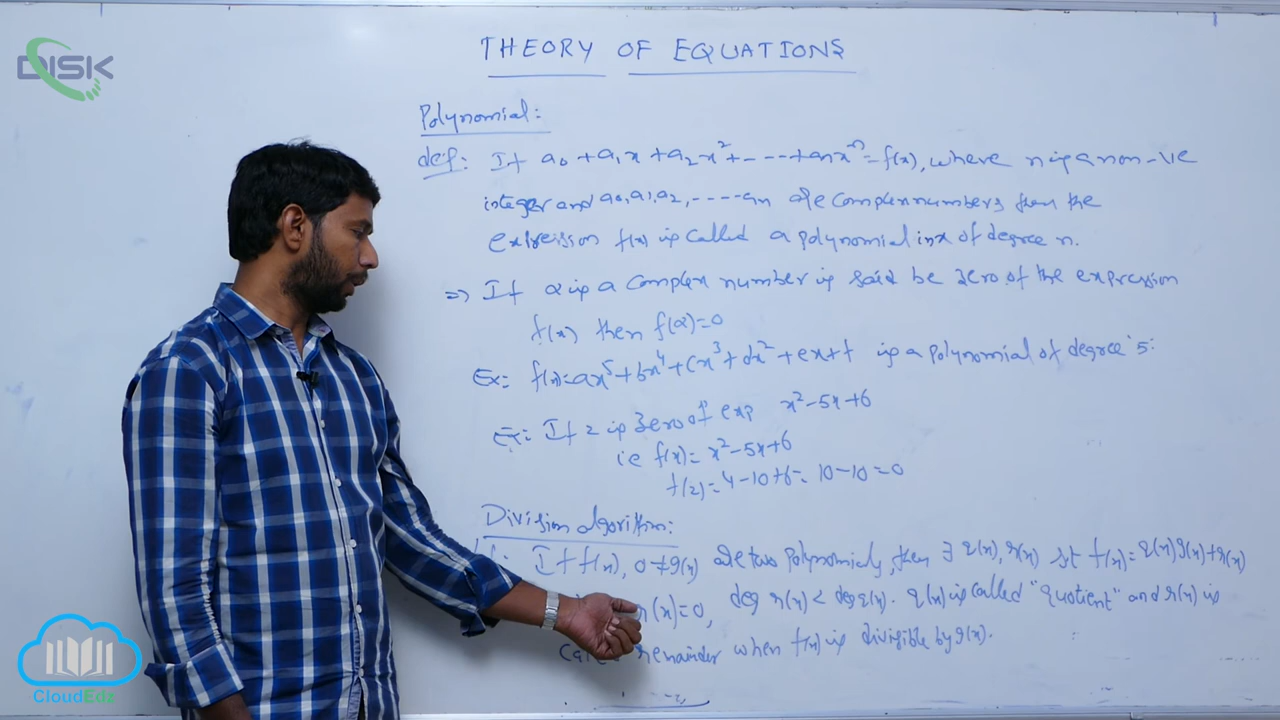 DISK
THEORY OF EQUATIONS
Polynomial:
def: If a₀ + a₁x + a₂x² + - - - + aₙxⁿ = f(x), where n is a non -ve
integer and a₀, a₁, a₂, - - - - aₙ are complex numbers then the
expression f(x) is called a polynomial in x of degree n.
=> If α is a complex number is said be zero of the expression
f(x) then f(α)=0
Ex: f(x)=ax⁵+bx⁴+cx³+dx²+ex+f is a polynomial of degree '5'
Ex: If 2 is zero of exp x²-5x+6
ie f(x)= x²-5x+6
f(2)= 4-10+6= 10-10=0
Division algorithm:
If f(x), 0≠g(x) are two polynomials, then ∃ q(x), r(x) st f(x)=q(x)g(x)+r(x)
r(x)=0, deg r(x) < deg g(x). q(x) is called "quotient" and r(x) is
remainder when f(x) is divisible by g(x).
CloudEdz